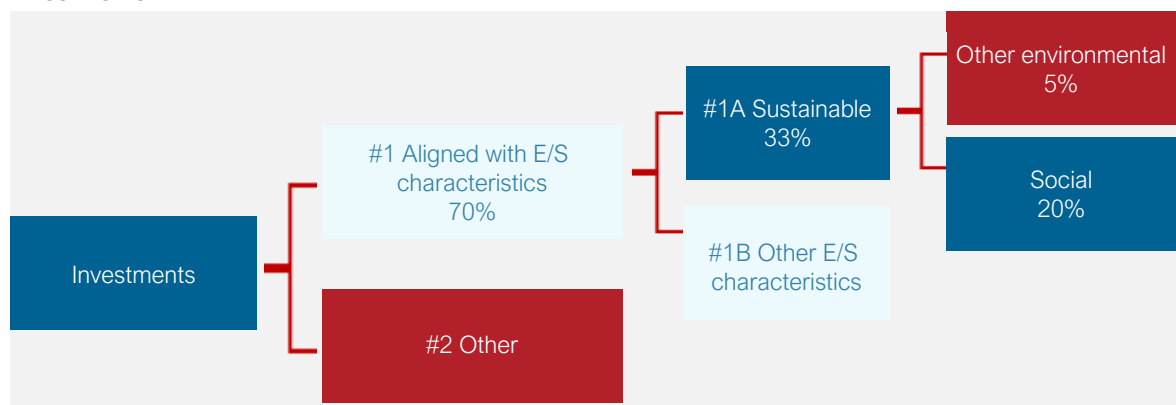 Other environmental
5%
#1A Sustainable
33%
#1 Aligned with E/S
characteristics
70%
Social
20%
#1B Other E/S
characteristics
Investments
#2 Other